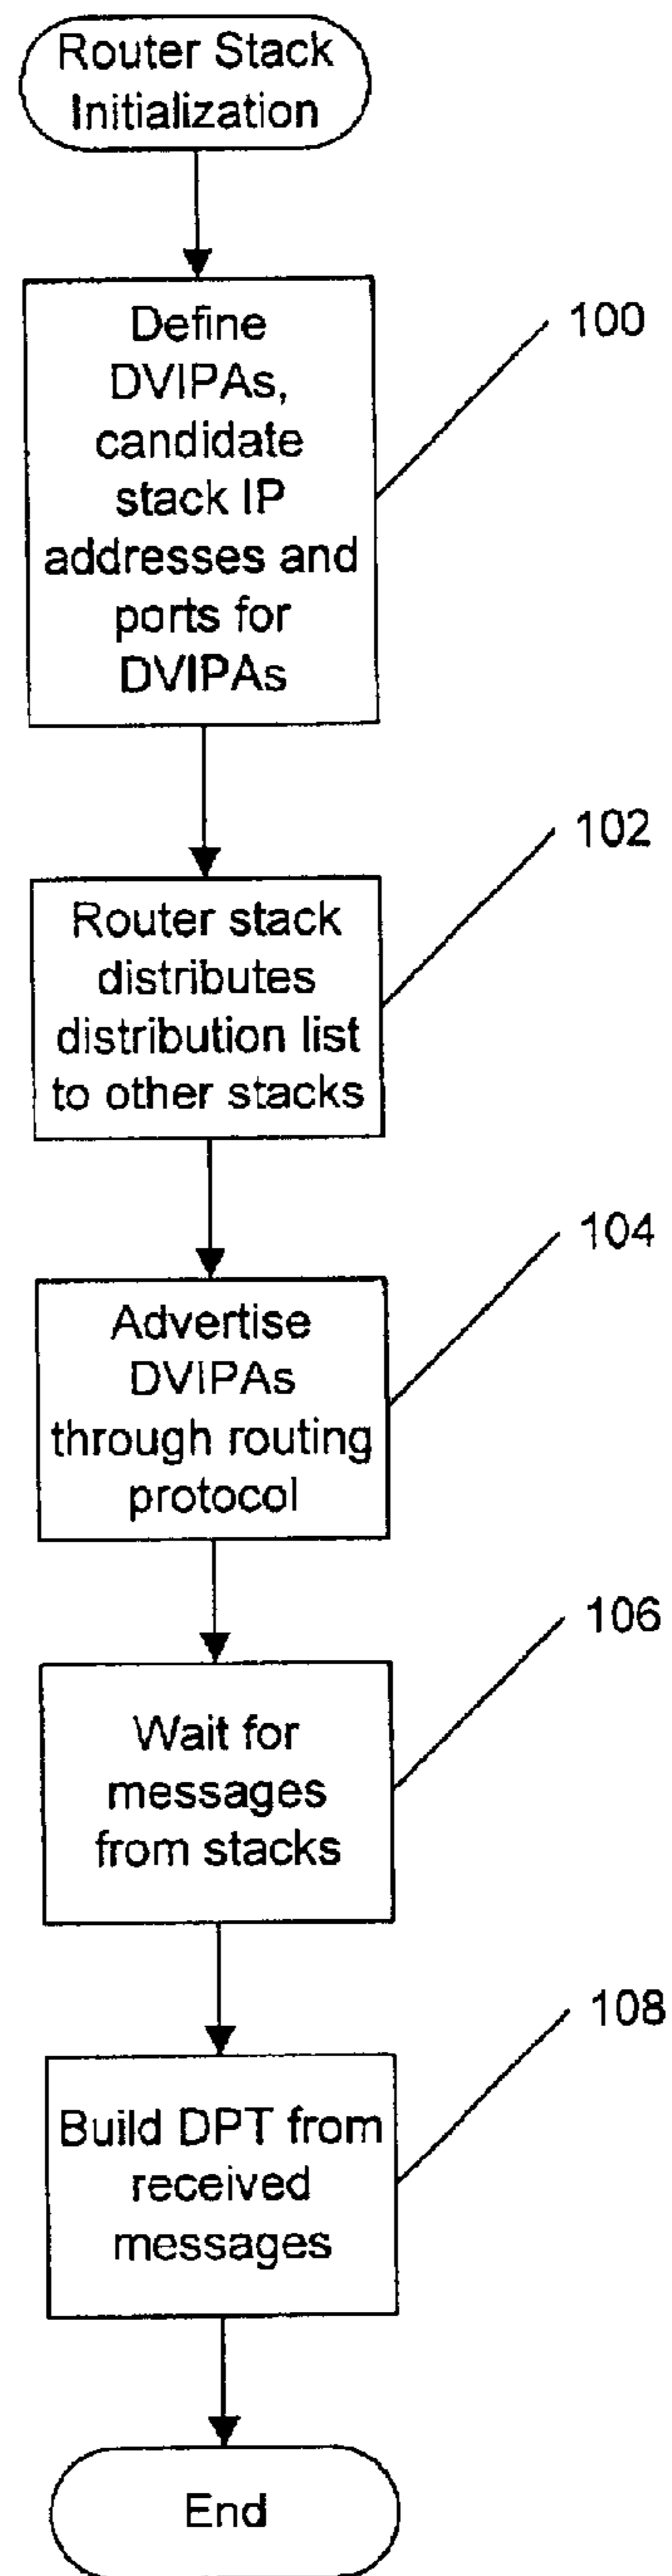 Router Stack
Initialization
Define
DVIPAs,
candidate
stack IP
addresses and
ports for
DVIPAs
100
Router stack
distributes
distribution list
to other stacks
102
Advertise
DVIPAs
through routing
protocol
104
Wait for
messages
from stacks
106
Build DPT from
received
messages
108
End